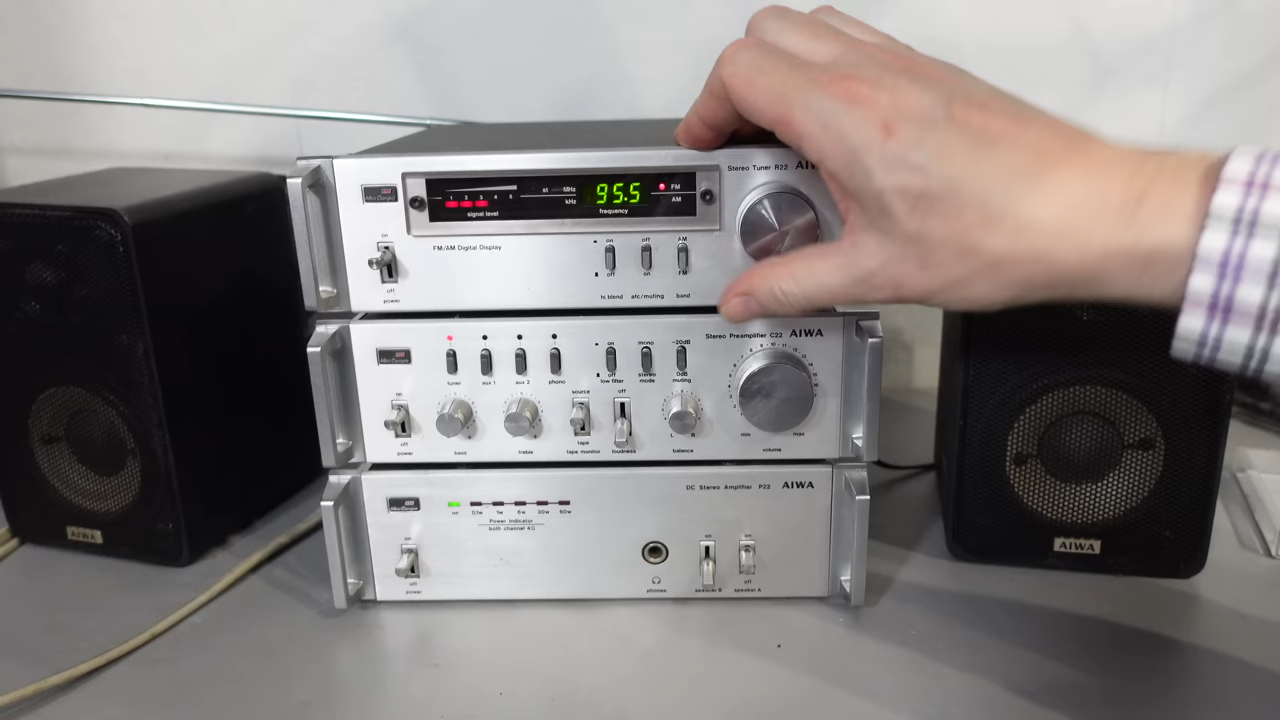 Stereo Tuner R22 AIW
1 2 3 4 5
st MHz
kHz
signal level
95.5
frequency
FM
AM
FM/AM Digital Display
on
off
power
on off AM
off on FM
hi blend afc/muting band
Stereo Preamplifier C22 AIWA
tuner aux 1 aux 2 phono
on mono -20dB
off stereo 0dB
low filter mode muting
on
off
power
bass
treble
source
tape
tape monitor
off
loudness
L R
balance
min max
volume
DC Stereo Amplifier P22 AIWA
on 0.1w 1w 6w 30w 60w
Power Indicator
both channel 4Ω
on
off
power
phones
on
speaker B
on
off
speaker A
AIWA
AIWA